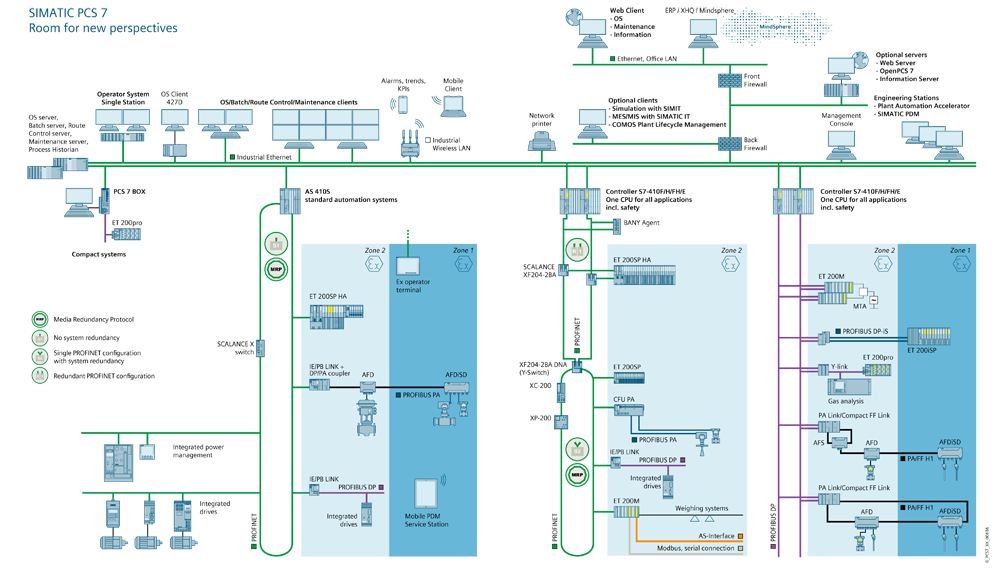 SIMATIC PCS 7
Room for new perspectives
Web Client
- OS
- Maintenance
- Information
ERP / XHQ / Mindsphere
MindSphere
Ethernet, Office LAN
Front
Firewall
Optional servers
- Web Server
- OpenPCS 7
- Information Server
Engineering Stations
- Plant Automation Accelerator
- SIMATIC PDM
Operator System
Single Station
OS Client
427D
OS/Batch/Route Control/Maintenance clients
Alarms, trends,
KPIs
Mobile
Client
Industrial
Wireless LAN
Network
printer
Optional clients
- Simulation with SIMIT
- MES/MIS with SIMATIC IT
- COMOS Plant Lifecycle Management
Back
Firewall
Management
Console
OS server,
Batch server, Route
Control server,
Maintenance server,
Process Historian
Industrial Ethernet
PCS 7 BOX
ET 200pro
Compact systems
AS 410S
standard automation systems
Controller S7-410F/H/FH/E
One CPU for all applications
incl. safety
BANY Agent
Controller S7-410F/H/FH/E
One CPU for all applications
incl. safety
MRP
Zone 2
Zone 1
Ex
Ex
Ex operator
terminal
ET 200SP HA
SCALANCE X
switch
IE/PB LINK +
DP/PA coupler
AFD
AFDiSD
PROFIBUS PA
IE/PB LINK
PROFIBUS DP
Integrated
drives
Mobile PDM
Service Station
PROFINET
MRP
Media Redundancy Protocol
No system redundancy
Single PROFINET configuration
with system redundancy
Redundant PROFINET configuration
Integrated power
management
Integrated
drives
SCALANCE
XF204-2BA
PROFINET
XF204-2BA DNA
(Y-Switch)
XC-200
XP-200
MRP
PROFINET
Zone 2
Ex
ET 200SP HA
ET 200SP
CFU PA
PROFIBUS PA
IE/PB LINK
PROFIBUS DP
Integrated
drives
ET 200M
Weighing systems
AS-Interface
Modbus, serial connection
PROFIBUS DP
Zone 2
Zone 1
Ex
Ex
ET 200M
MTA
PROFIBUS DP-iS
ET 200iSP
ET 200pro
Y-link
Gas analysis
PA Link/Compact FF Link
AFS
AFD
AFDiSD
PA/FF H1
PA Link/Compact FF Link
PA/FF H1
AFD
AFDiSD